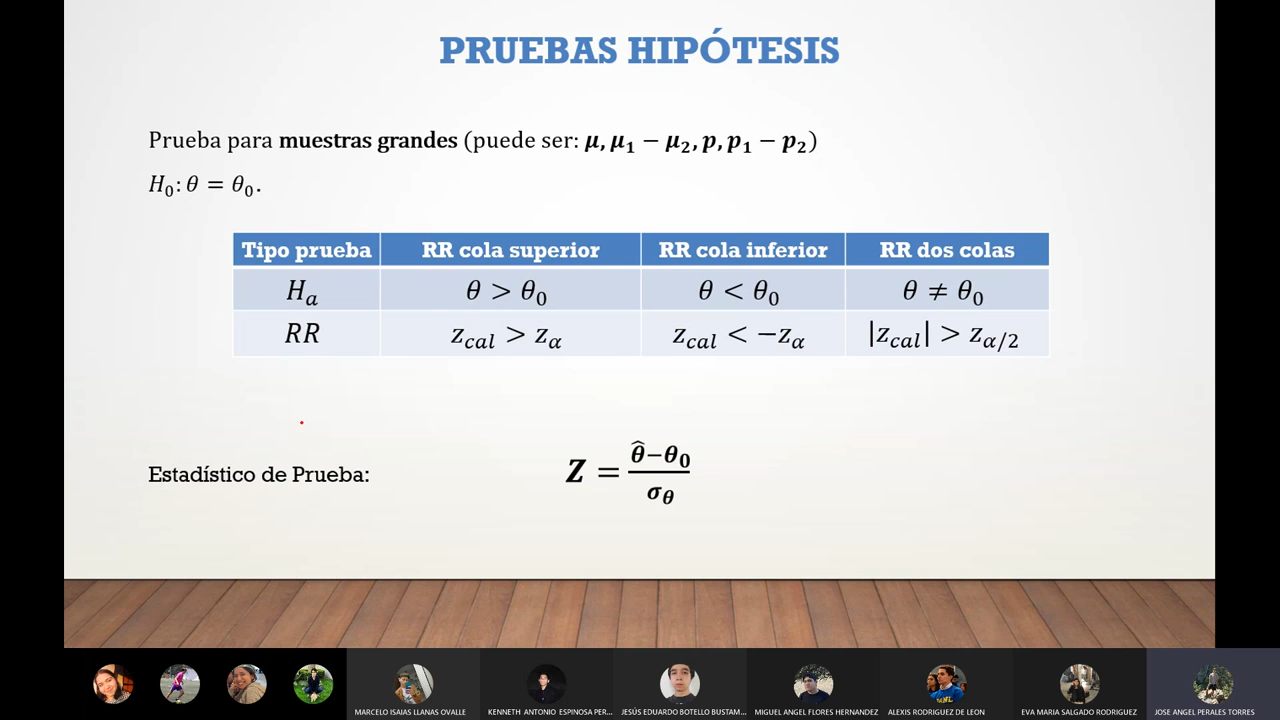 PRUEBAS HIPÓTESIS
Prueba para muestras grandes (puede ser: μ, μ₁ − μ₂, p, p₁ − p₂)
H₀: θ = θ₀.
Tipo prueba RR cola superior RR cola inferior RR dos colas
Hₐ θ > θ₀ θ < θ₀ θ ≠ θ₀
RR z_cal > z_α z_cal < −z_α |z_cal| > z_α/2
Estadístico de Prueba: Z = (θ̂−θ₀)/σ_θ
MARCELO ISAIAS LLANAS OVALLE KENNETH ANTONIO ESPINOSA PER... JESÚS EDUARDO BOTELLO BUSTAM... MIGUEL ANGEL FLORES HERNANDEZ ALEXIS RODRIGUEZ DE LEON EVA MARIA SALGADO RODRIGUEZ JOSE ANGEL PERALES TORRES